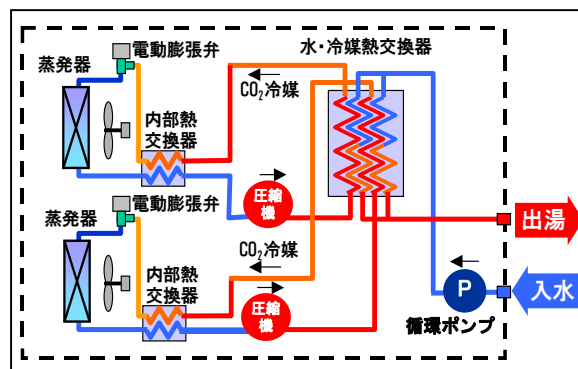 電動膨張弁
水・冷媒熱交換器
蒸発器
CO₂冷媒
内部熱
交換器
圧縮
機
蒸発器
電動膨張弁
CO₂冷媒
内部熱
交換器
圧縮
機
出湯
P
入水
循環ポンプ